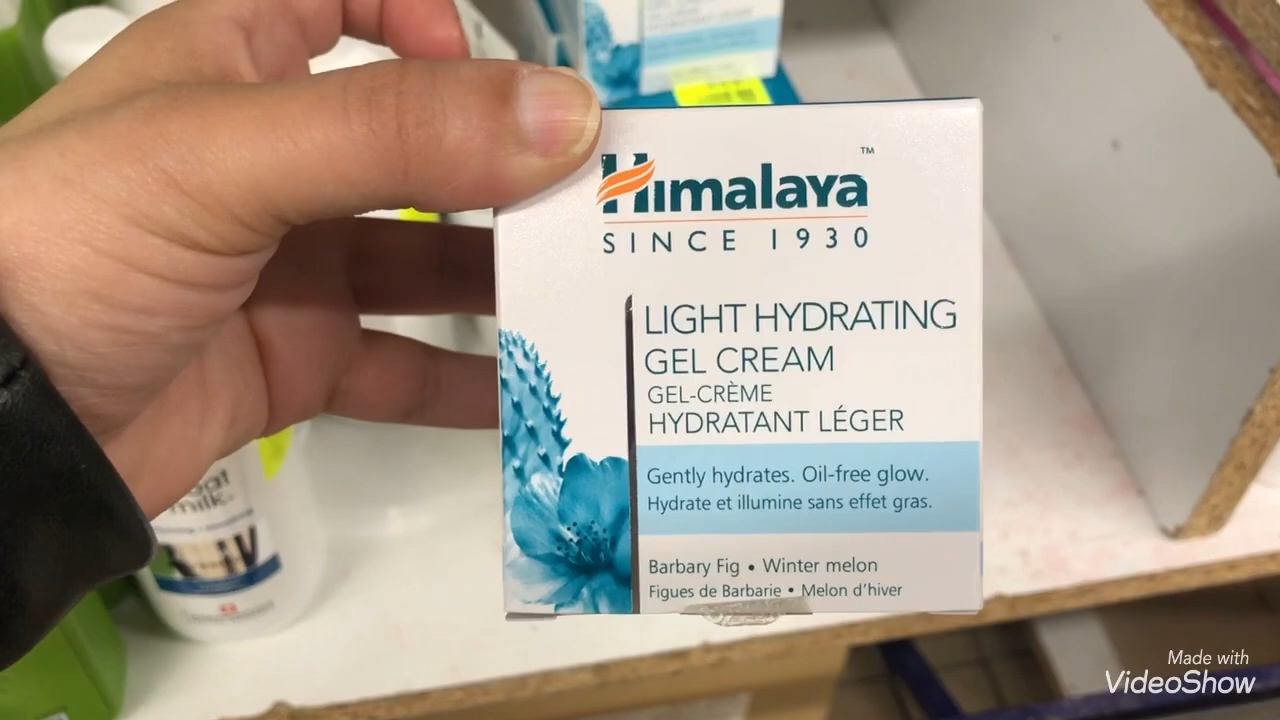 Himalaya
TM
SINCE 1930
LIGHT HYDRATING
GEL CREAM
GEL-CRÈME
HYDRATANT LÉGER
Gently hydrates. Oil-free glow.
Hydrate et illumine sans effet gras.
Barbary Fig • Winter melon
Figues de Barbarie • Melon d'hiver
milk
Made with
VideoShow